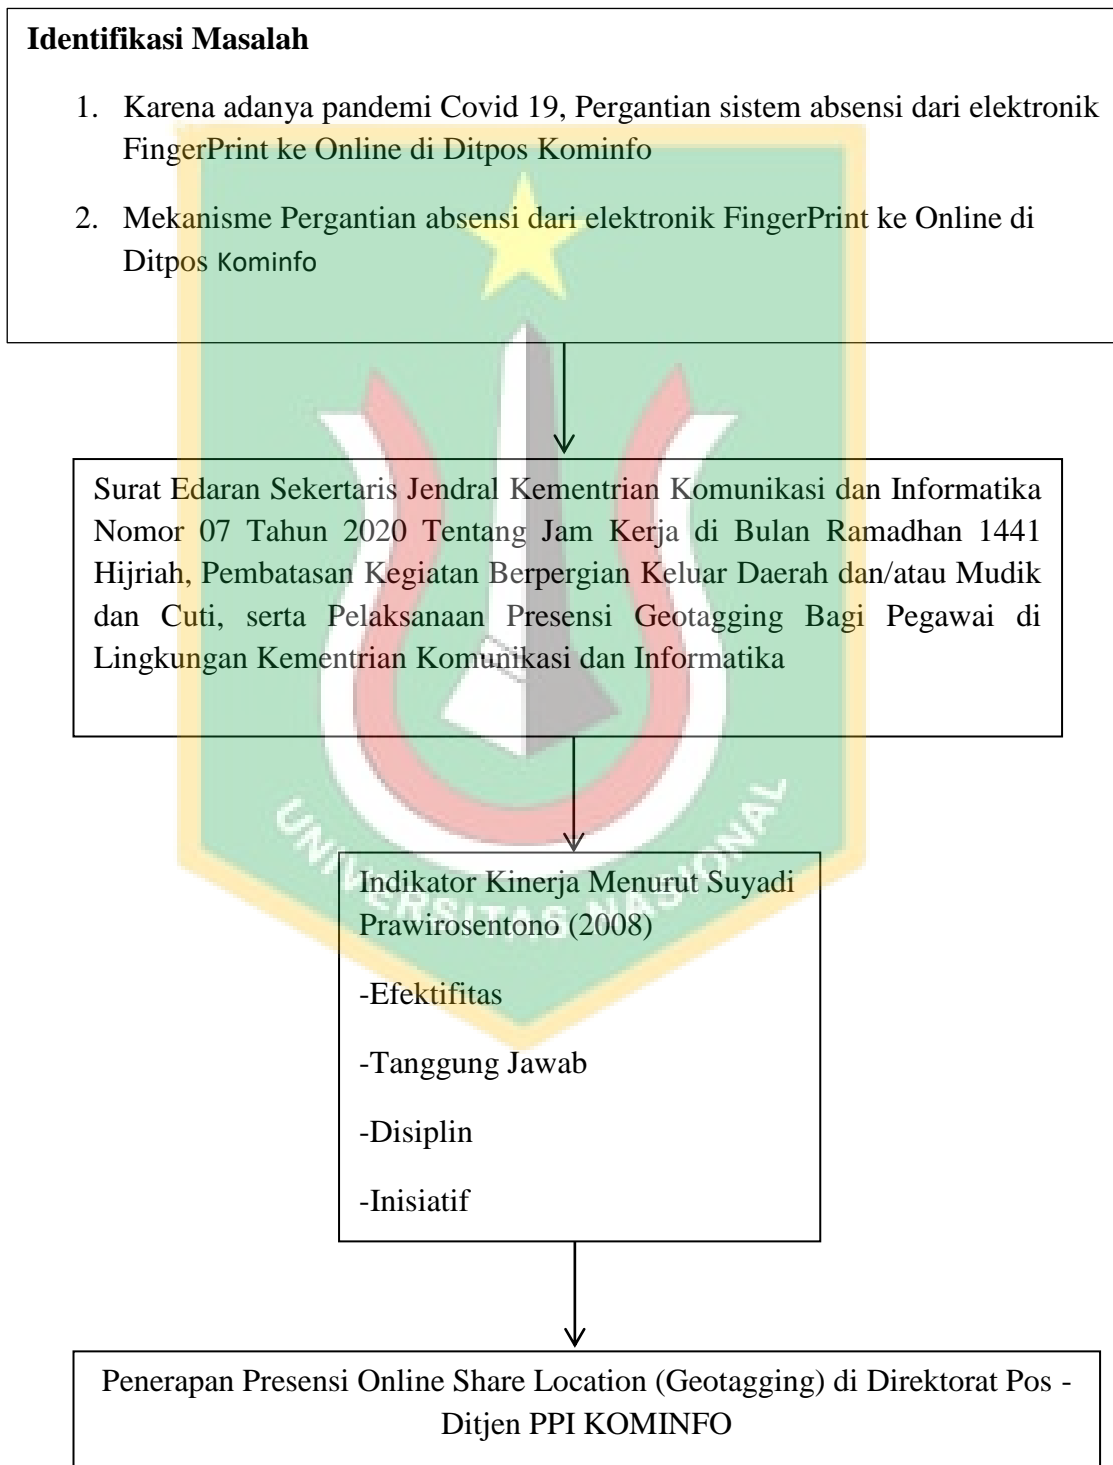 Identifikasi Masalah
1. Karena adanya pandemi Covid 19, Pergantian sistem absensi dari elektronik
FingerPrint ke Online di Ditpos Kominfo
2. Mekanisme Pergantian absensi dari elektronik FingerPrint ke Online di
Ditpos Kominfo
Surat Edaran Sekertaris Jendral Kementrian Komunikasi dan Informatika
Nomor 07 Tahun 2020 Tentang Jam Kerja di Bulan Ramadhan 1441
Hijriah, Pembatasan Kegiatan Berpergian Keluar Daerah dan/atau Mudik
dan Cuti, serta Pelaksanaan Presensi Geotagging Bagi Pegawai di
Lingkungan Kementrian Komunikasi dan Informatika
UNIVERSITAS NASIONAL
Indikator Kinerja Menurut Suyadi
Prawirosentono (2008)
-Efektifitas
-Tanggung Jawab
-Disiplin
-Inisiatif
Penerapan Presensi Online Share Location (Geotagging) di Direktorat Pos -
Ditjen PPI KOMINFO